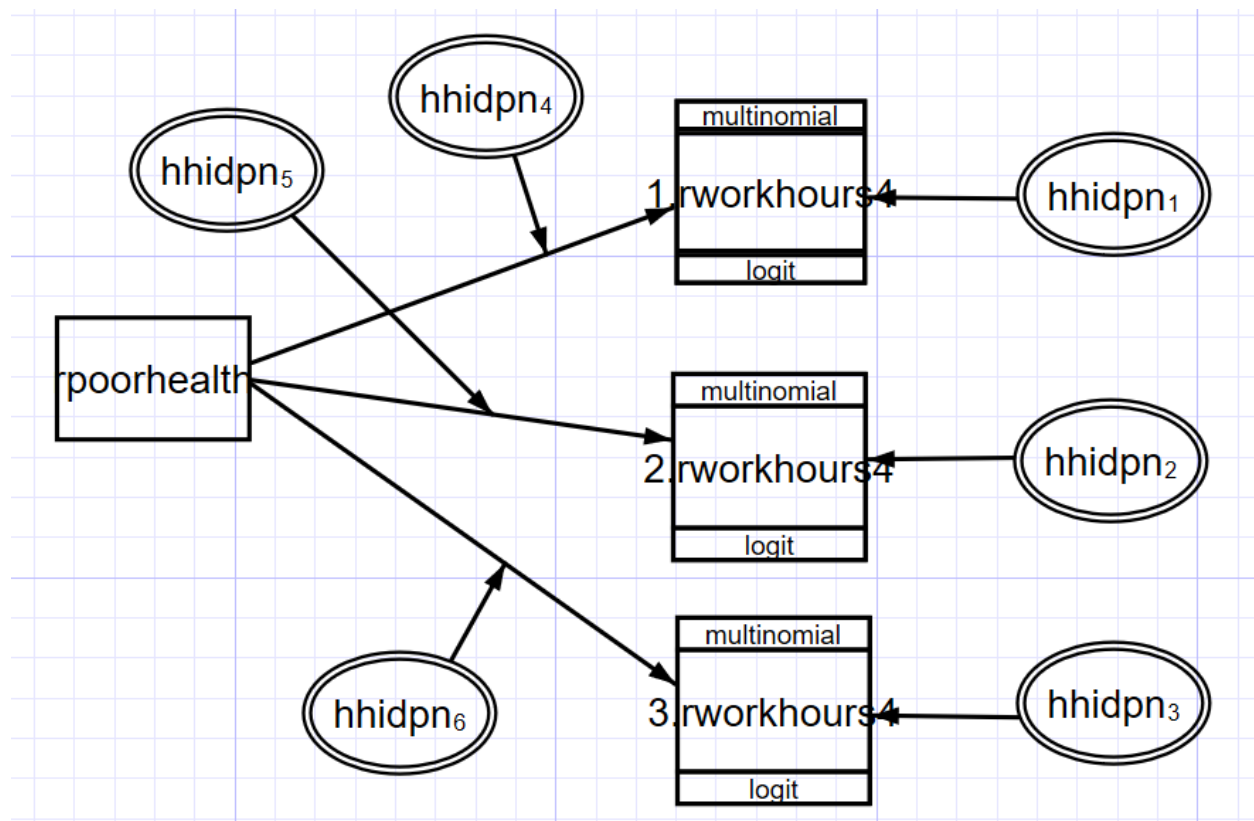 hhidpn4
hhidpn5
multinomial
1.rworkhours4
logit
hhidpn1
rpoorhealth
multinomial
2.rworkhours4
logit
hhidpn2
hhidpn6
multinomial
3.rworkhours4
logit
hhidpn3